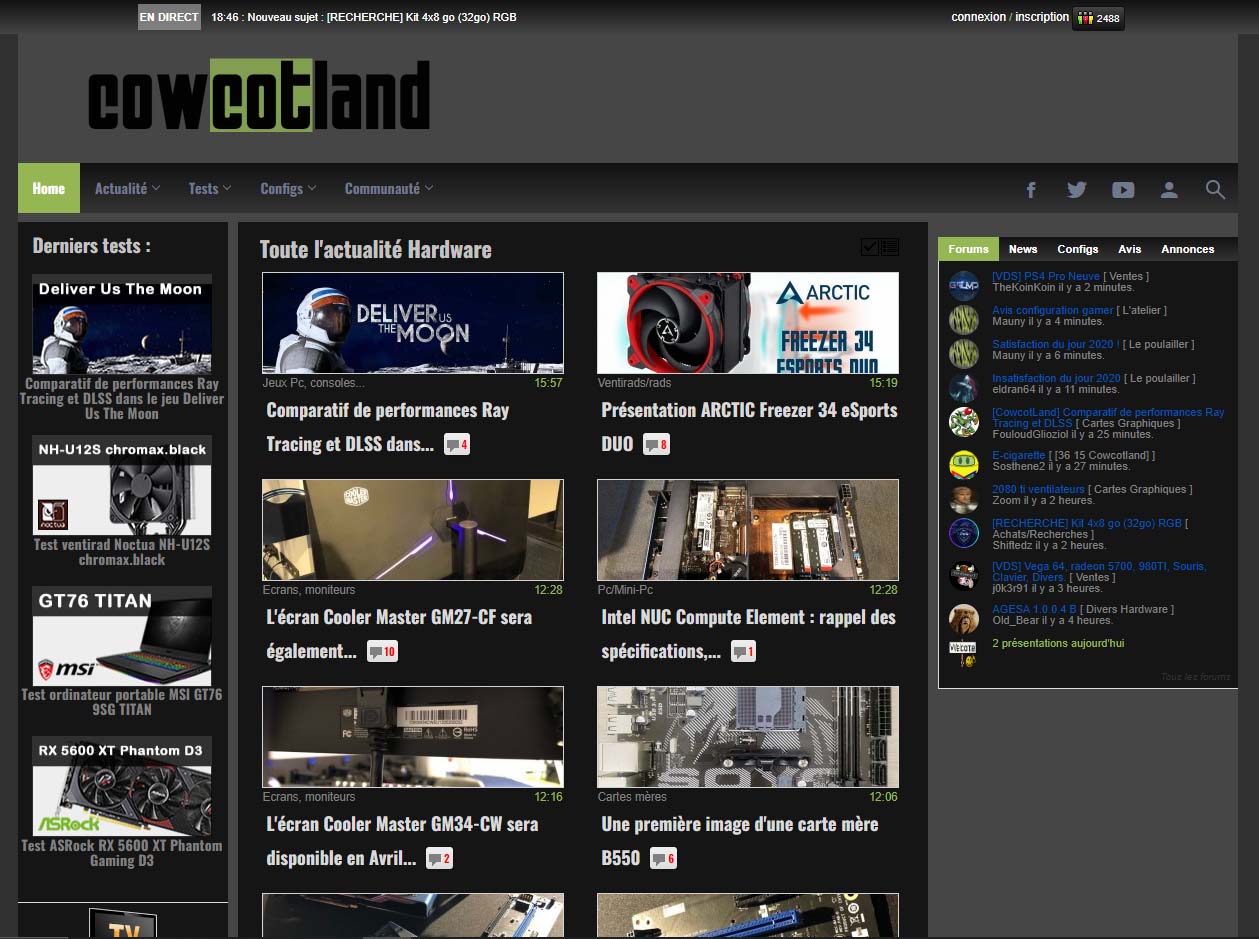 EN DIRECT 18:46 : Nouveau sujet : [RECHERCHE] Kit 4x8 go (32go) RGB
connexion / inscription 2488
cowcotland
Home Actualité Tests Configs Communauté
Derniers tests :
Deliver Us The Moon
Comparatif de performances Ray
Tracing et DLSS dans le jeu Deliver
Us The Moon
NH-U12S chromax.black
noctua
Test ventirad Noctua NH-U12S
chromax.black
GT76 TITAN
msi
Test ordinateur portable MSI GT76
9SG TITAN
RX 5600 XT Phantom D3
ASRock
Test ASRock RX 5600 XT Phantom
Gaming D3
TV
Toute l'actualité Hardware
DELIVER US
THE MOON
Jeux Pc, consoles... 15:57
Comparatif de performances Ray
Tracing et DLSS dans... 4
ARCTIC
FREEZER 34
ESPORTS DUO
Ventirads/rads 15:19
Présentation ARCTIC Freezer 34 eSports
DUO 8
COOLER
MASTER
Ecrans, moniteurs 12:28
L'écran Cooler Master GM27-CF sera
également... 10
Pc/Mini-Pc 12:28
Intel NUC Compute Element : rappel des
spécifications,... 1
Ecrans, moniteurs 12:16
L'écran Cooler Master GM34-CW sera
disponible en Avril... 2
Cartes mères 12:06
Une première image d'une carte mère
B550 6
Forums News Configs Avis Annonces
[VDS] PS4 Pro Neuve [ Ventes ]
TheKoinKoin il y a 2 minutes.
Avis configuration gamer [ L'atelier ]
Mauny il y a 4 minutes.
Satisfaction du jour 2020 ! [ Le poulailler ]
Mauny il y a 6 minutes.
Insatisfaction du jour 2020 [ Le poulailler ]
eldran64 il y a 11 minutes.
[CowcotLand] Comparatif de performances Ray
Tracing et DLSS [ Cartes Graphiques ]
FouloudGlioziol il y a 25 minutes.
E-cigarette [ [36 15 Cowcotland] ]
Sosthene2 il y a 27 minutes.
2080 ti ventilateurs [ Cartes Graphiques ]
Zoom il y a 2 heures.
[RECHERCHE] Kit 4x8 go (32go) RGB [
Achats/Recherches ]
Shiftedz il y a 2 heures.
[VDS] Vega 64, radeon 5700, 980TI, Souris,
Clavier, Divers. [ Ventes ]
j0k3r91 il y a 3 heures.
AGESA 1.0.0.4 B [ Divers Hardware ]
Old_Bear il y a 4 heures.
2 présentations aujourd'hui
Tous les forums